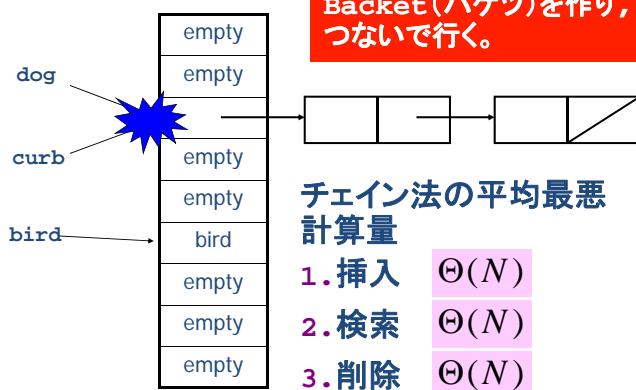 Backet(バケツ)を作り,
つないで行く。
empty
empty
empty
empty
bird
empty
empty
empty
dog
curb
bird
チェイン法の平均最悪
計算量
1.挿入 Θ(N)
2.検索 Θ(N)
3.削除 Θ(N)